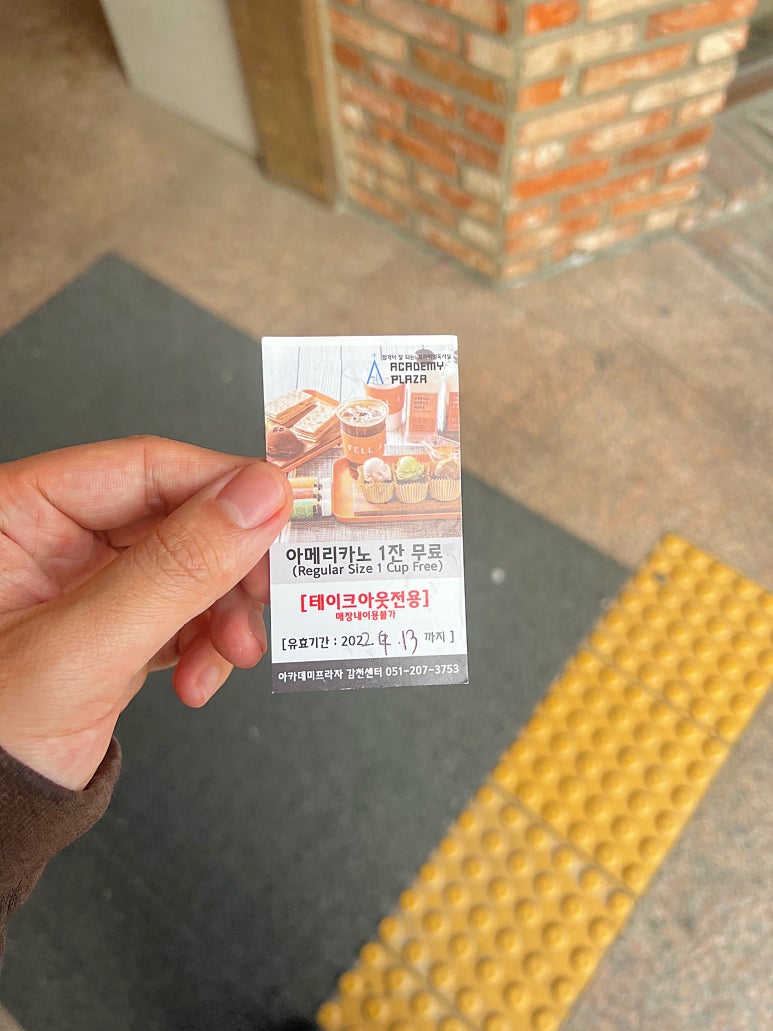 합격이 잘 되는 프리미엄독서실
ACADEMY
PLAZA
아메리카노 1잔 무료
(Regular Size 1 Cup Free)
[테이크아웃전용]
매장내이용불가
[유효기간 : 2022. 4. 13 까지 ]
아카데미프라자 감천센터 051-207-3753